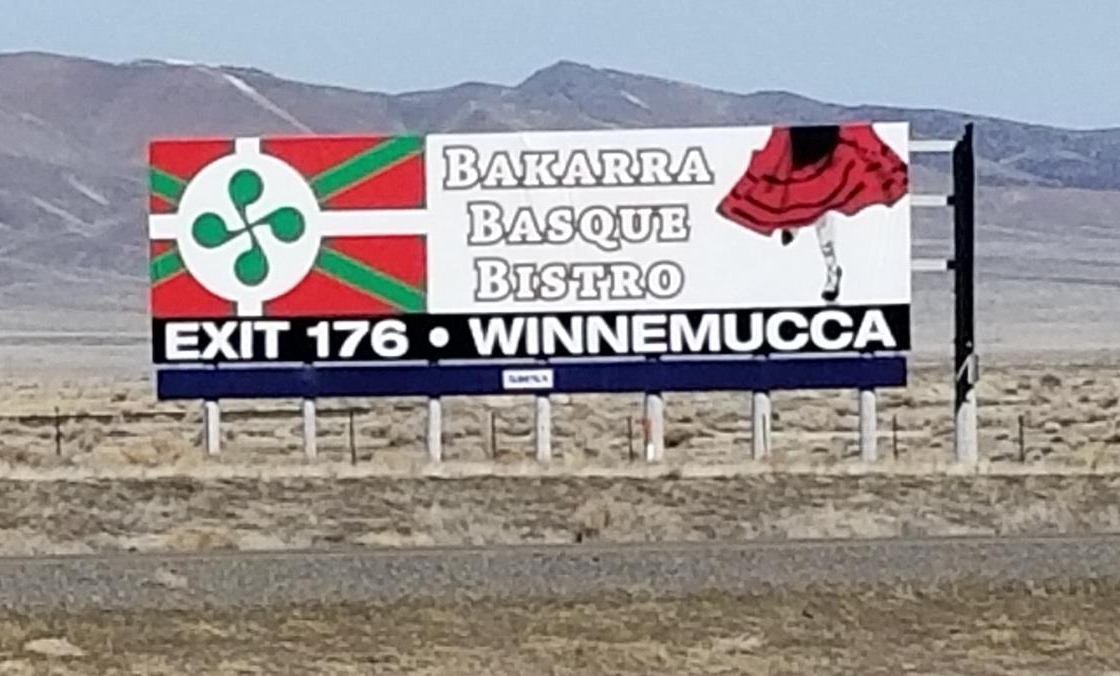 BAKARRA
BASQUE
BISTRO
EXIT 176 • WINNEMUCCA